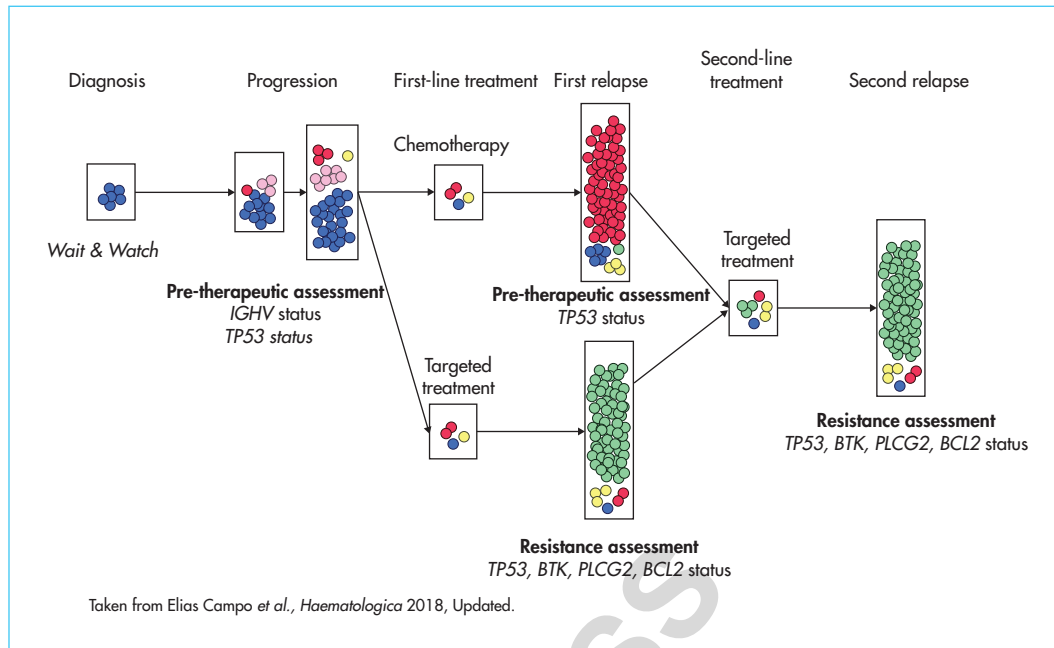 Diagnosis
Progression
First-line treatment
First relapse
Second-line
treatment
Second relapse
Chemotherapy
Wait & Watch
Pre-therapeutic assessment
IGHV status
TP53 status
Pre-therapeutic assessment
TP53 status
Targeted
treatment
Targeted
treatment
Resistance assessment
TP53, BTK, PLCG2, BCL2 status
Resistance assessment
TP53, BTK, PLCG2, BCL2 status
Taken from Elias Campo et al., Haematologica 2018, Updated.